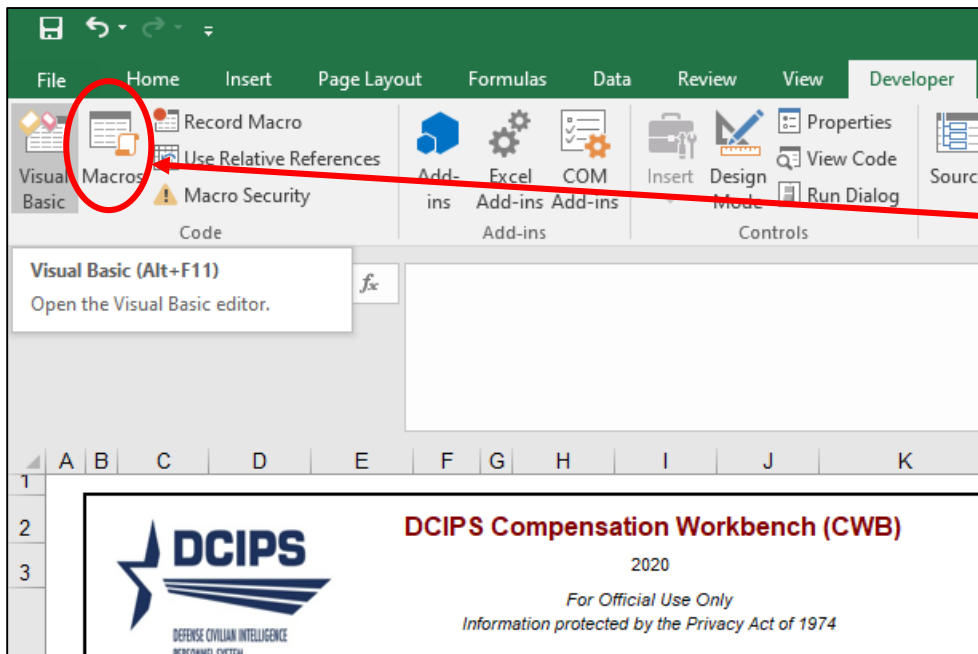 File Home Insert Page Layout Formulas Data Review View Developer
Visual Basic
Macros
Record Macro
Use Relative References
Macro Security
Code
Add-ins
Excel Add-ins
COM Add-ins
Add-ins
Insert
Design Mode
Properties
View Code
Run Dialog
Controls
Sourc
Visual Basic (Alt+F11)
Open the Visual Basic editor.
fx
A B C D E F G H I J K
1
2
3
DCIPS
DEFENSE CIVILIAN INTELLIGENCE
PERSONNEL SYSTEM
DCIPS Compensation Workbench (CWB)
2020
For Official Use Only
Information protected by the Privacy Act of 1974